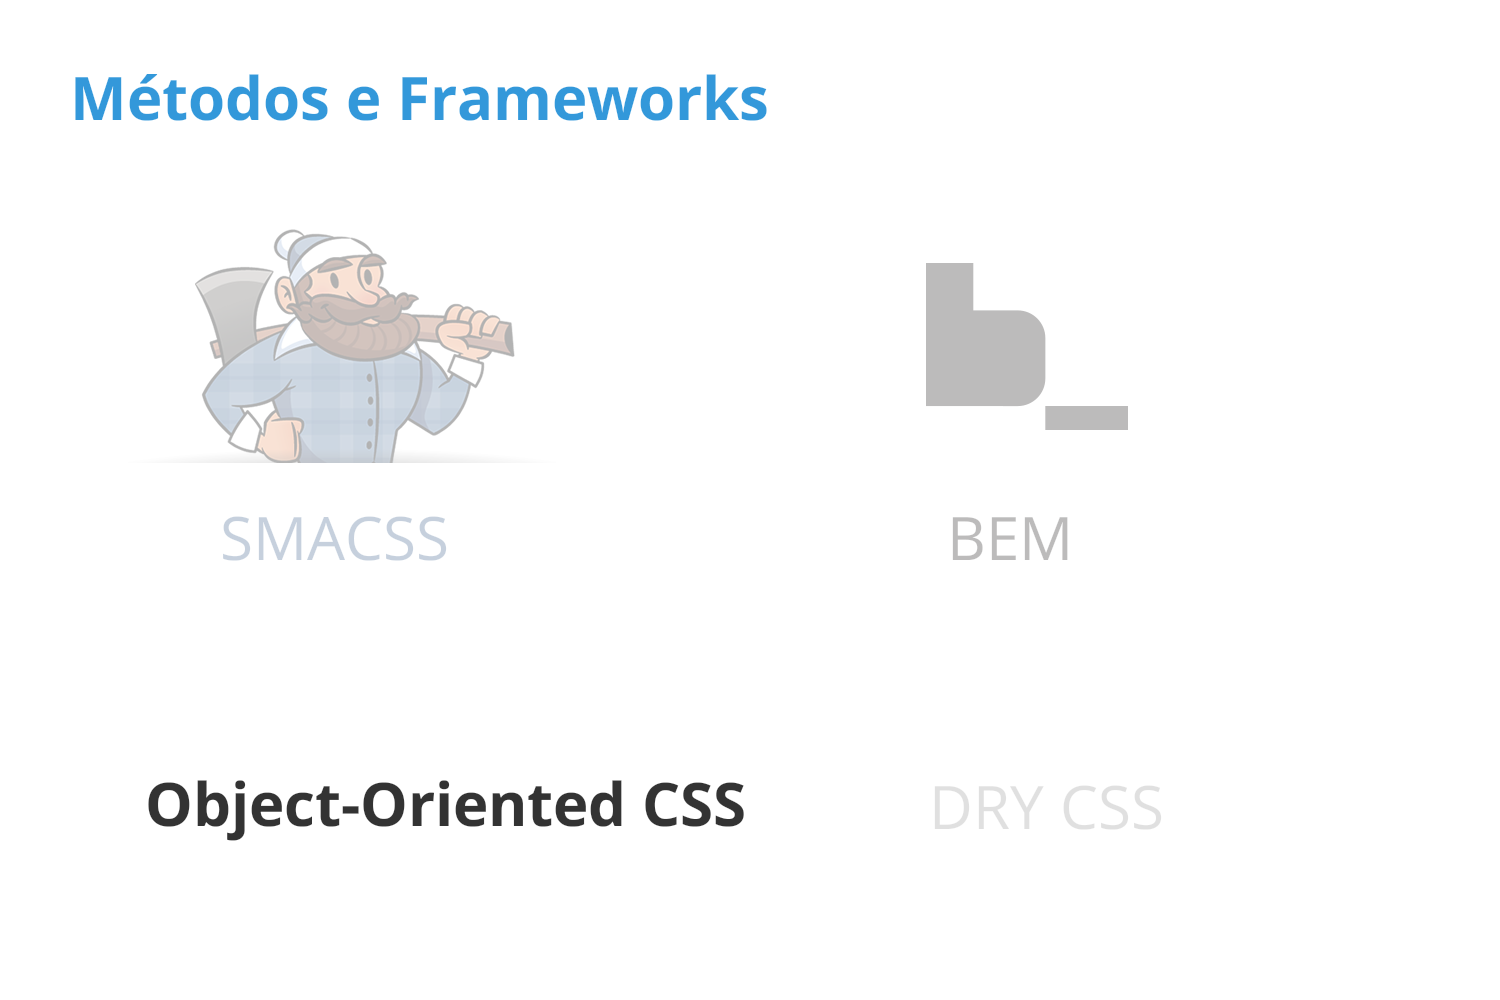 Métodos e Frameworks
SMACSS
BEM
Object-Oriented CSS
DRY CSS